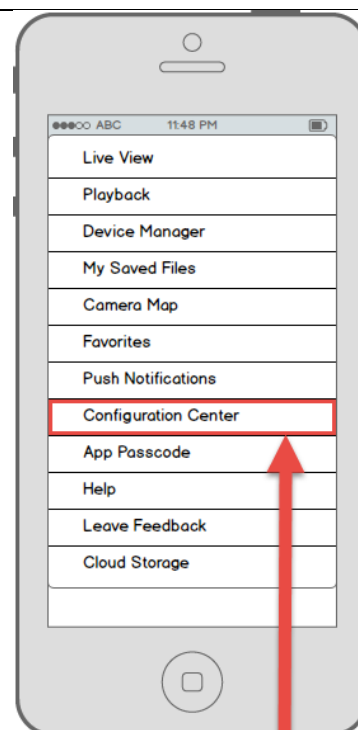 ABC 11:48 PM
Live View
Playback
Device Manager
My Saved Files
Camera Map
Favorites
Push Notifications
Configuration Center
App Passcode
Help
Leave Feedback
Cloud Storage